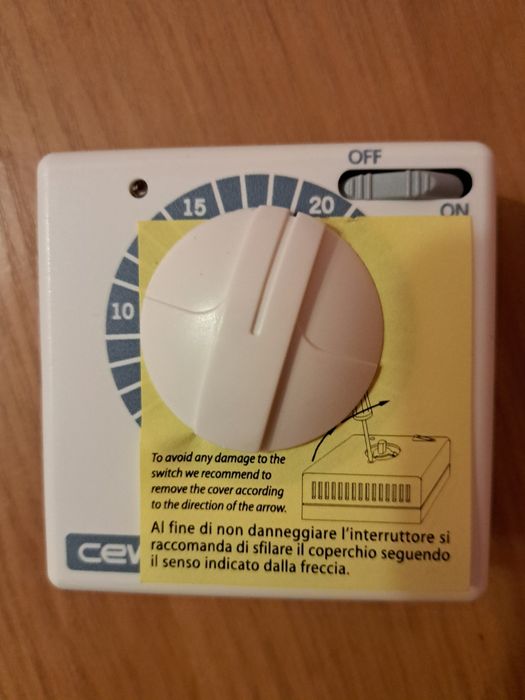 OFF
15
20
ON
10
To avoid any damage to the
switch we recommend to
remove the cover according
to the direction of the arrow.
Al fine di non danneggiare l'interruttore si
raccomanda di sfilare il coperchio seguendo
il senso indicato dalla freccia.